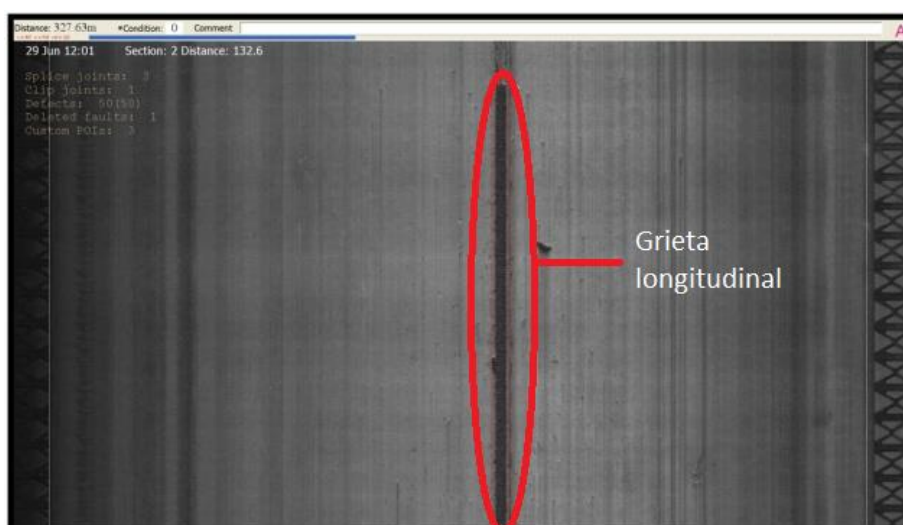 Distance: 327.63m *Condition: 0 Comment
A
29 Jun 12:01 Section: 2 Distance: 132.6
Splice joints: 3
Clip joints: 1
Defects: 50(50)
Deleted faults: 1
Custom POIs: 3
Grieta
longitudinal